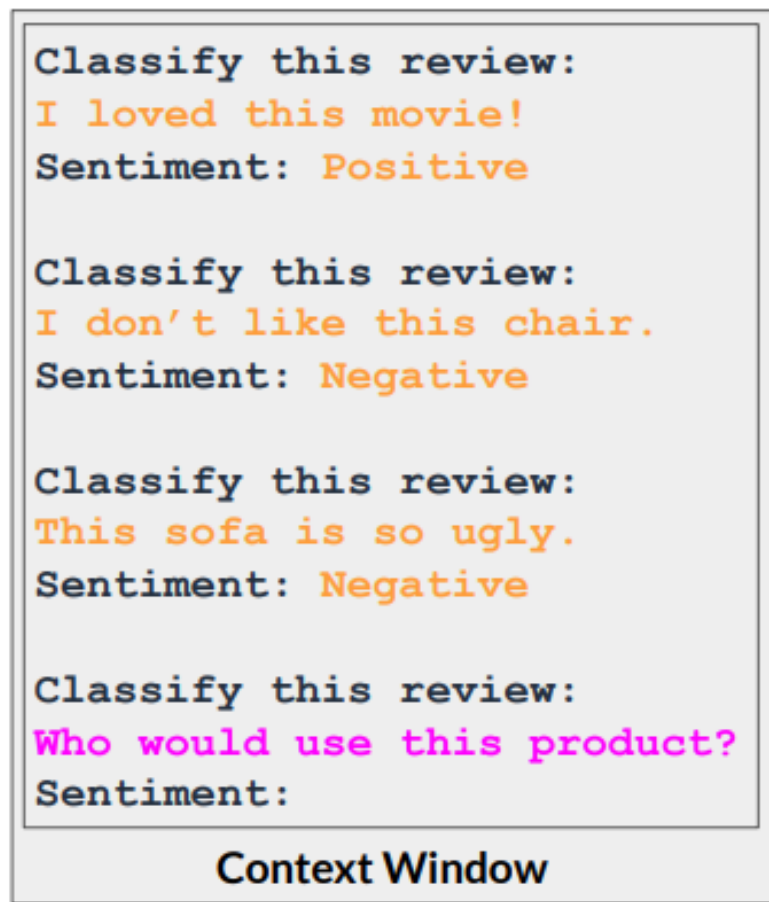 Classify this review:
I loved this movie!
Sentiment: Positive
Classify this review:
I don’t like this chair.
Sentiment: Negative
Classify this review:
This sofa is so ugly.
Sentiment: Negative
Classify this review:
Who would use this product?
Sentiment:
Context Window